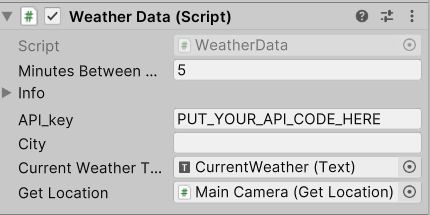 Weather Data (Script)
Script WeatherData
Minutes Between ... 5
Info
API_key PUT_YOUR_API_CODE_HERE
City
Current Weather T... CurrentWeather (Text)
Get Location Main Camera (Get Location)